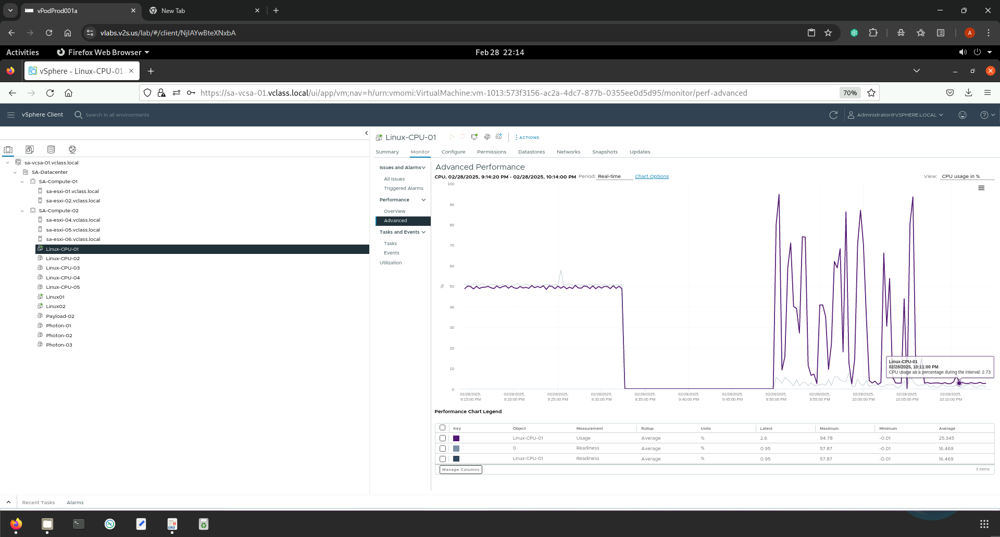 vPodProd001a
New Tab
vlabs.v2s.us/lab/#/client/NjlAYwBteXNxbA
A
Activities Firefox Web Browser Feb 28 22:14
vSphere - Linux-CPU-01
https://sa-vcsa-01.vclass.local/ui/app/vm;nav=h/urn:vmomi:VirtualMachine:vm-1013:573f3156-ac2a-4dc7-877b-0355ee0d5d95/monitor/perf-advanced 70%
vSphere Client Search in all environments Administrator@VSPHERE.LOCAL
sa-vcsa-01.vclass.local
SA-Datacenter
SA-Compute-01
sa-esxi-01.vclass.local
sa-esxi-02.vclass.local
SA-Compute-02
sa-esxi-04.vclass.local
sa-esxi-05.vclass.local
sa-esxi-06.vclass.local
Linux-CPU-01
Linux-CPU-02
Linux-CPU-03
Linux-CPU-04
Linux-CPU-05
Linux01
Linux02
Payload-02
Photon-01
Photon-02
Photon-03
Linux-CPU-01 ACTIONS
Summary Monitor Configure Permissions Datastores Networks Snapshots Updates
Issues and Alarms
All Issues
Triggered Alarms
Performance
Overview
Advanced
Tasks and Events
Tasks
Events
Utilization
Advanced Performance
CPU, 02/28/2025, 9:14:20 PM - 02/28/2025, 10:14:00 PM Period: Real-time Chart Options View: CPU usage in %
100
90
80
70
60
50
40
30
20
10
0
%
Linux-CPU-01
02/28/2025, 10:11:00 PM
CPU usage as a percentage during the interval: 2.73
02/28/2025, 02/28/2025, 02/28/2025, 02/28/2025, 02/28/2025, 02/28/2025, 02/28/2025, 02/28/2025, 02/28/2025, 02/28/2025, 02/28/2025, 02/28/2025,
9:15:00 PM 9:20:00 PM 9:25:00 PM 9:30:00 PM 9:35:00 PM 9:40:00 PM 9:45:00 PM 9:50:00 PM 9:55:00 PM 10:00:00 PM 10:05:00 PM 10:10:00 PM
Performance Chart Legend
Key Object Measurement Rollup Units Latest Maximum Minimum Average
Linux-CPU-01 Usage Average % 2.6 94.78 -0.01 25.345
0 Readiness Average % 0.95 57.87 -0.01 16.469
Linux-CPU-01 Readiness Average % 0.95 57.87 -0.01 16.469
Manage Columns 3 items
Recent Tasks Alarms